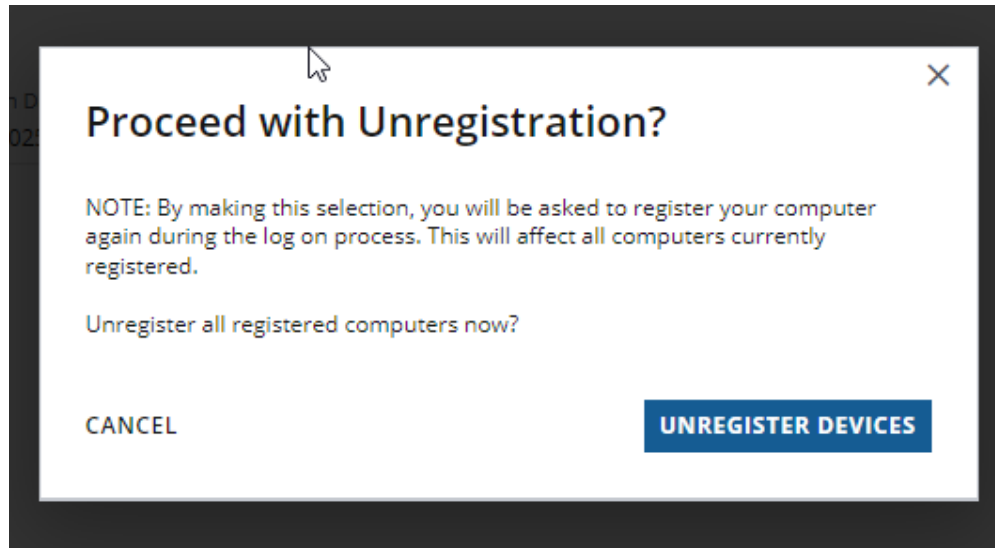 Proceed with Unregistration?
NOTE: By making this selection, you will be asked to register your computer
again during the log on process. This will affect all computers currently
registered.
Unregister all registered computers now?
CANCEL
UNREGISTER DEVICES